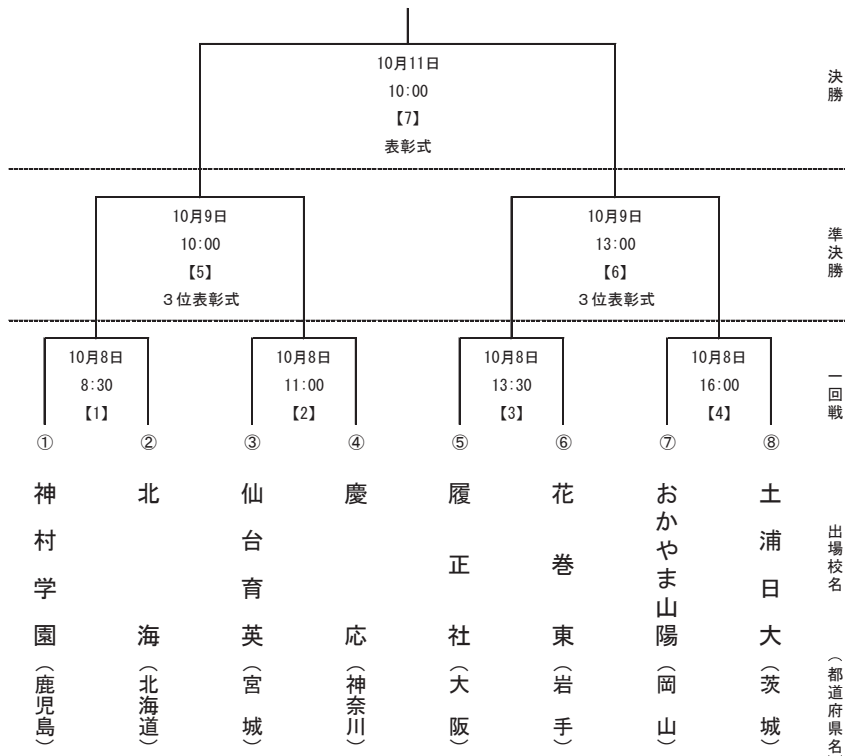 10月11日
10:00
【7】
表彰式
決勝
10月9日
10:00
【5】
3位表彰式
10月9日
13:00
【6】
3位表彰式
準決勝
10月8日
8:30
【1】
10月8日
11:00
【2】
10月8日
13:30
【3】
10月8日
16:00
【4】
一回戦
①
②
③
④
⑤
⑥
⑦
⑧
神村学園(鹿児島)
北海(北海道)
仙台育英(宮城)
慶応(神奈川)
履正社(大阪)
花巻東(岩手)
おかやま山陽(岡山)
土浦日大(茨城)
出場校名
(都道府県名)